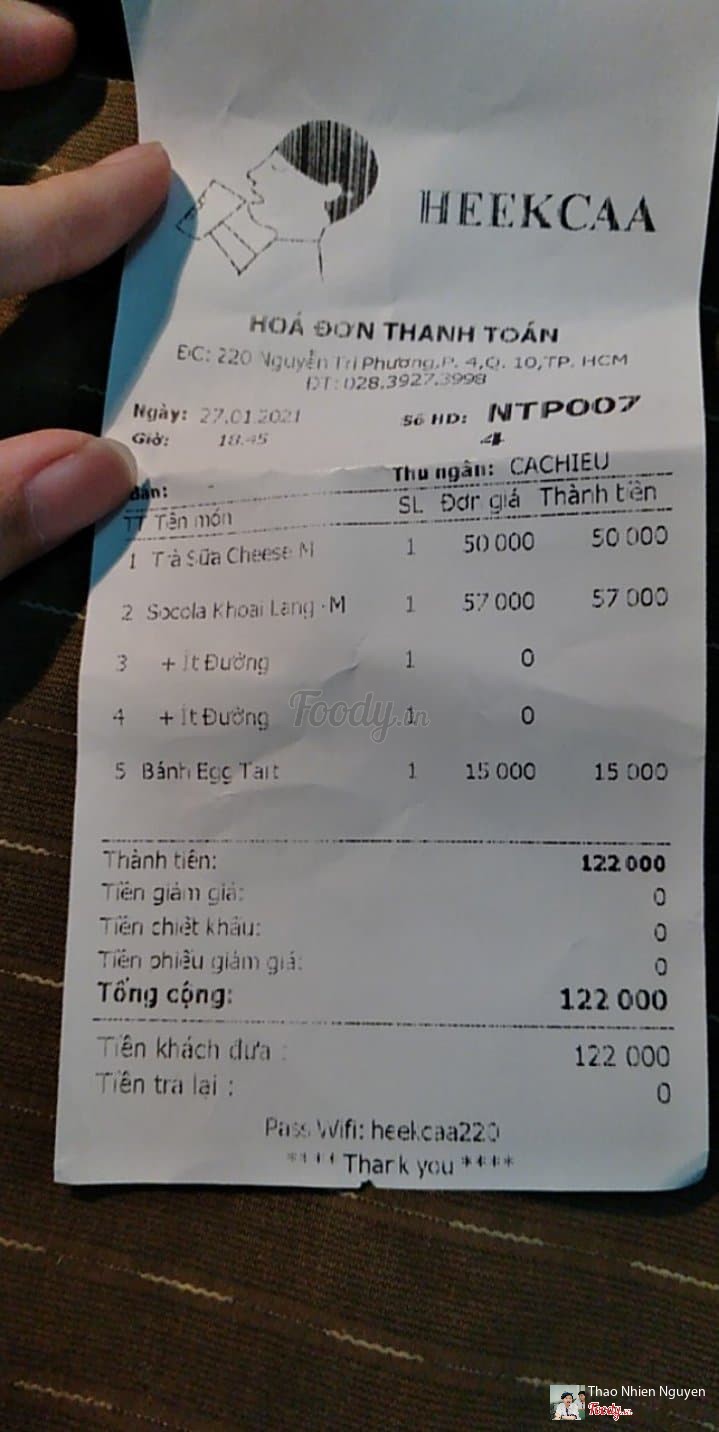 HEEKCAA
HOÁ ĐƠN THANH TOÁN
ĐC: 220 Nguyễn Tri Phương,P. 4,Q. 10,TP. HCM
ĐT: 028.3927.3998
Ngày: 27.01.2021 Số HD: NTP007
Giờ: 18.45 4
Bàn: - Thu ngân: CACHIEU
TT Tên món SL Đơn giá Thành tiền
1 Trà Sữa Cheese M 1 50 000 50 000
2 Socola Khoai Lang - M 1 57 000 57 000
3 + Ít Đường 1 0
4 + Ít Đường 1 0
Foody.vn
5 Bánh Egg Tart 1 15 000 15 000
Thành tiền: 122 000
Tiền giảm giá: 0
Tiền chiết khấu: 0
Tiền phiếu giảm giá: 0
Tổng cộng: 122 000
Tiền khách đưa : 122 000
Tiền trả lại : 0
Pass Wifi: heekcaa220
**** Thank you ****
Thao Nhien Nguyen
Foody.vn